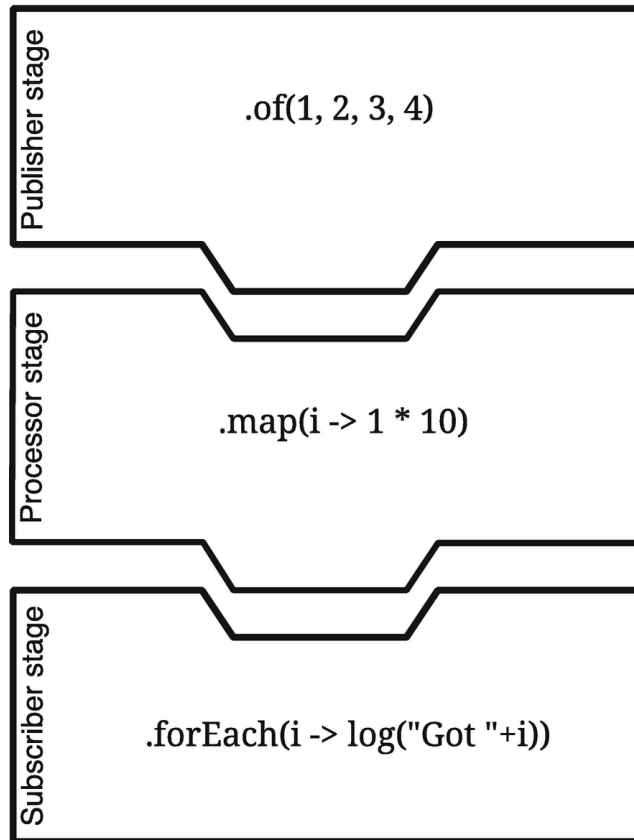 Publisher stage
.of(1, 2, 3, 4)
Processor stage
.map(i -> 1 * 10)
Subscriber stage
.forEach(i -> log("Got "+i))